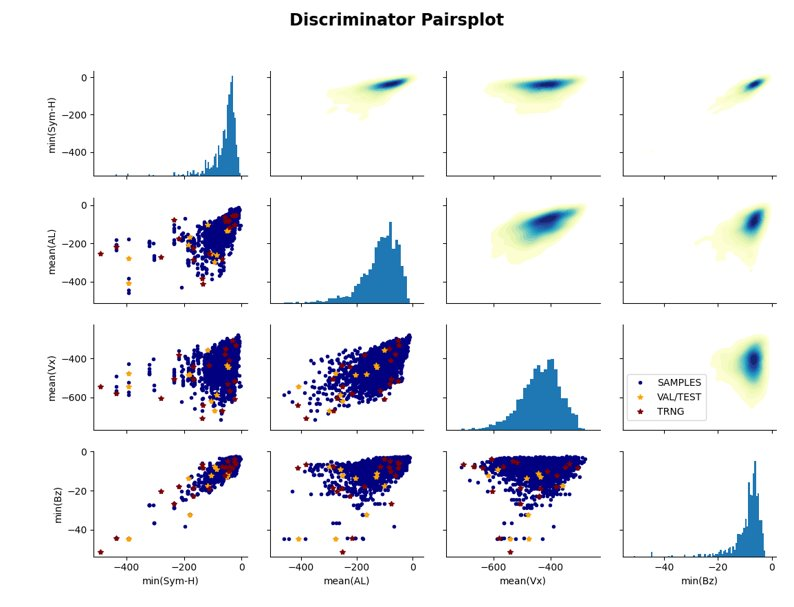 Discriminator Pairsplot
min(Sym-H)
0
−200
−400
mean(AL)
0
−200
−400
mean(Vx)
−400
−600
SAMPLES
VAL/TEST
TRNG
min(Bz)
0
−20
−40
−400 −200 0
−400 −200 0
−600 −400
−40 −20 0
min(Sym-H) mean(AL) mean(Vx) min(Bz)